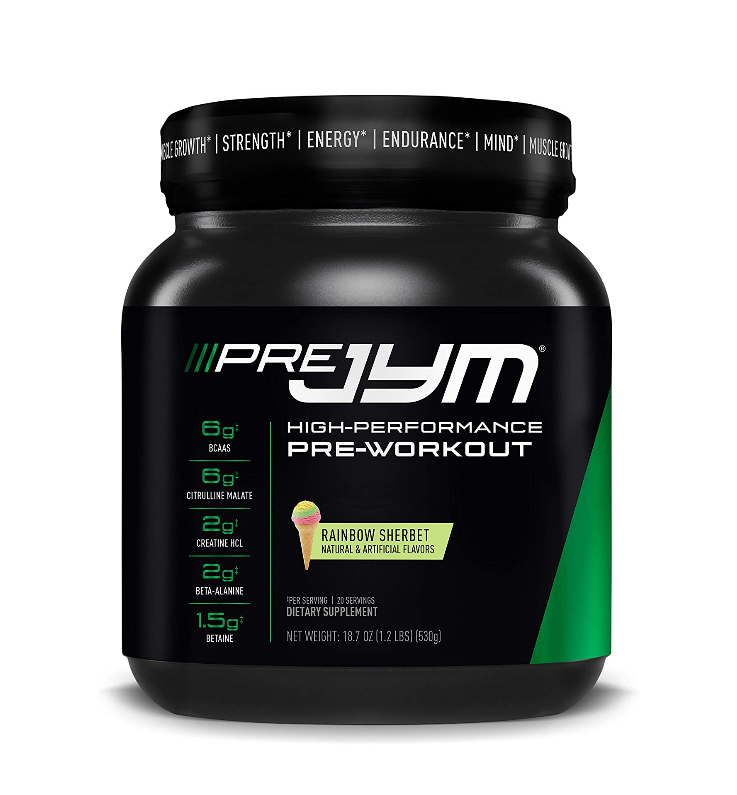 MUSCLE GROWTH* | STRENGTH* | ENERGY* | ENDURANCE* | MIND* | MUSCLE
///PRE JYM®
HIGH-PERFORMANCE
PRE-WORKOUT
6g‡
BCAAS
6g‡
CITRULLINE MALATE
2g‡
CREATINE HCL
2g‡
BETA-ALANINE
1.5g‡
BETAINE
RAINBOW SHERBET
NATURAL & ARTIFICIAL FLAVORS
‡PER SERVING | 20 SERVINGS
DIETARY SUPPLEMENT
NET WEIGHT: 18.7 OZ (1.2 LBS) (530g)